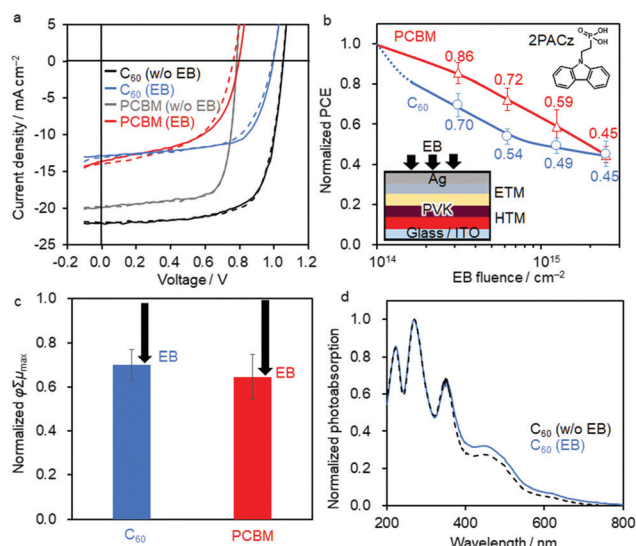 a
Current density / mA cm⁻²
5
0
-5
-10
-15
-20
-25
C₆₀ (w/o EB)
C₆₀ (EB)
PCBM (w/o EB)
PCBM (EB)
-0.2 0 0.2 0.4 0.6 0.8 1.0 1.2
Voltage / V
b
Normalized PCE
1.0
0.8
0.6
0.4
0.2
0.0
PCBM
C₆₀
0.86
0.72
0.59
0.45
0.70
0.54
0.49
0.45
2PACz
O
P
OH
OH
N
EB
Ag
ETM
PVK
HTM
Glass / ITO
10¹⁴ 10¹⁵
EB fluence / cm⁻²
c
Normalized φΣμmax
1.0
0.8
0.6
0.4
0.2
0.0
EB
EB
C₆₀ PCBM
d
Normalized photoabsorption
1.0
0.8
0.6
0.4
0.2
0.0
C₆₀ (w/o EB)
C₆₀ (EB)
200 400 600 800
Wavelength / nm